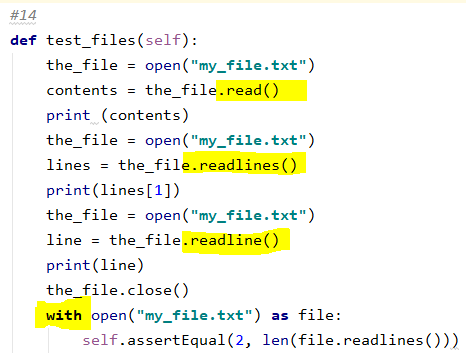 #14
def test_files(self):
    the_file = open("my_file.txt")
    contents = the_file.read()
    print (contents)
    the_file = open("my_file.txt")
    lines = the_file.readlines()
    print(lines[1])
    the_file = open("my_file.txt")
    line = the_file.readline()
    print(line)
    the_file.close()
    with open("my_file.txt") as file:
        self.assertEqual(2, len(file.readlines()))